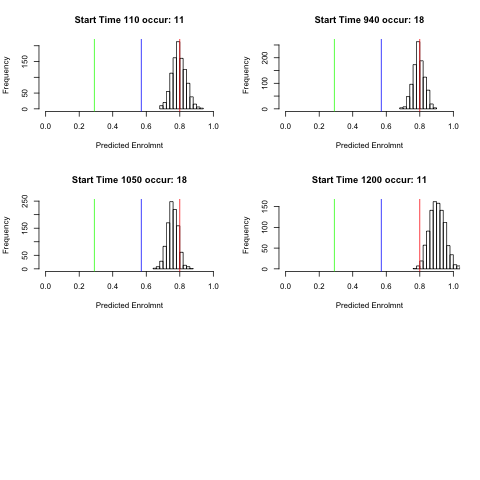 Start Time 110 occur: 11
Frequency
0 50 150
0.0 0.2 0.4 0.6 0.8 1.0
Predicted Enrolmnt
Start Time 940 occur: 18
Frequency
0 100 200
0.0 0.2 0.4 0.6 0.8 1.0
Predicted Enrolmnt
Start Time 1050 occur: 18
Frequency
0 50 150 250
0.0 0.2 0.4 0.6 0.8 1.0
Predicted Enrolmnt
Start Time 1200 occur: 11
Frequency
0 50 100 150
0.0 0.2 0.4 0.6 0.8 1.0
Predicted Enrolmnt